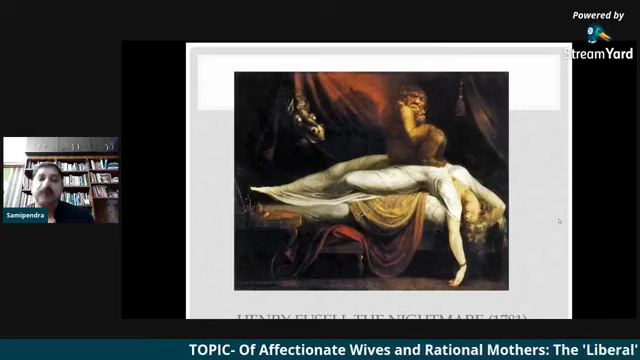 Powered by
StreamYard
Samipendra
HENRY FUSELI, THE NIGHTMARE (1781)
TOPIC- Of Affectionate Wives and Rational Mothers: The 'Liberal'